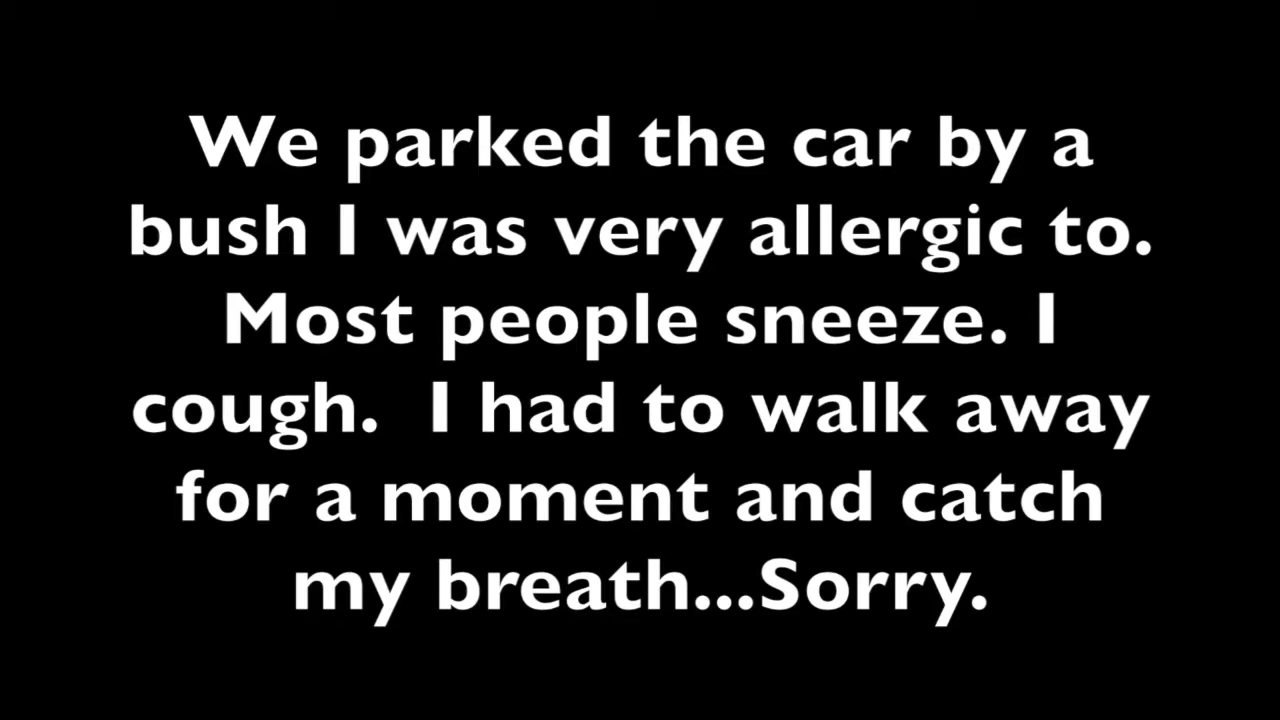 We parked the car by a
bush I was very allergic to.
Most people sneeze. I
cough.  I had to walk away
for a moment and catch
my breath...Sorry.